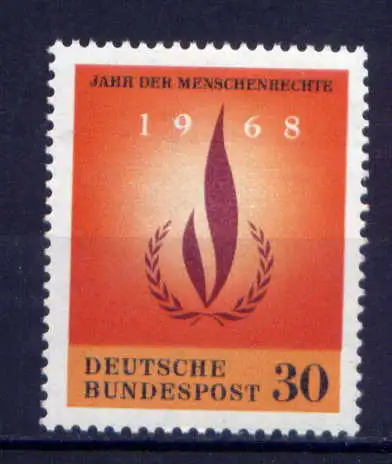 JAHR DER MENSCHENRECHTE
1968
DEUTSCHE
BUNDESPOST 30